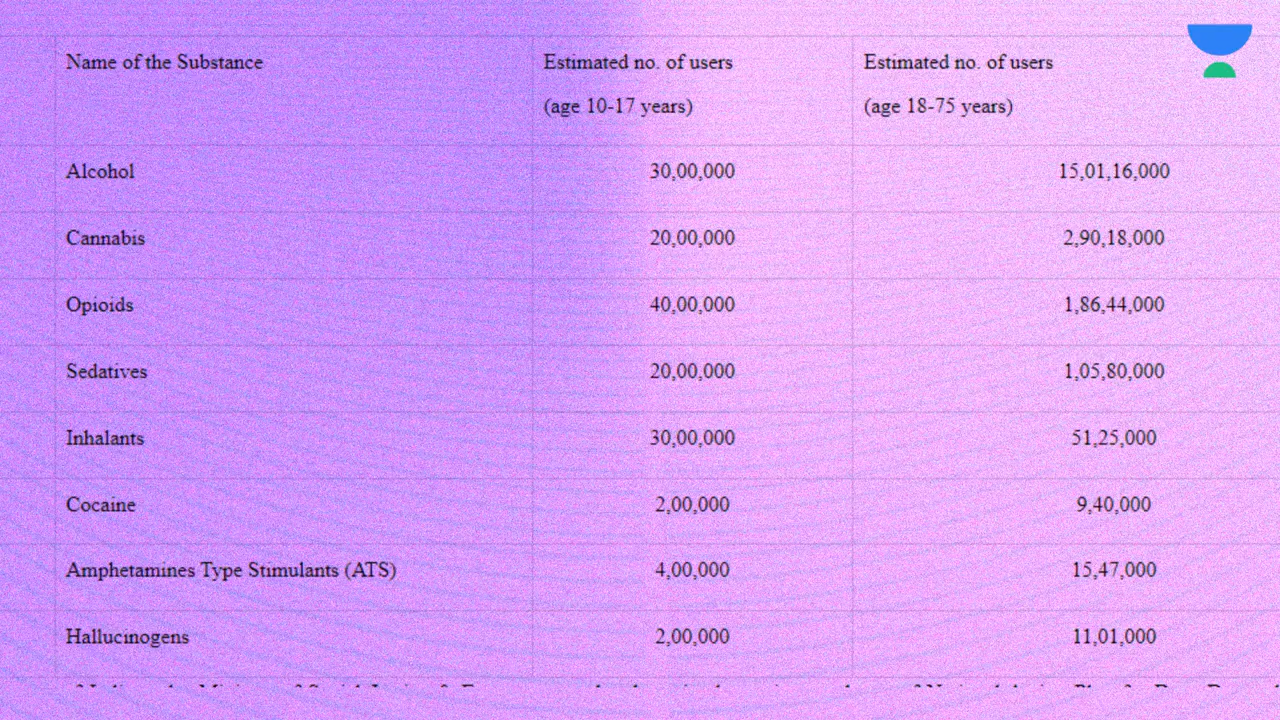 Name of the Substance Estimated no. of users Estimated no. of users
(age 10-17 years) (age 18-75 years)
Alcohol 30,00,000 15,01,16,000
Cannabis 20,00,000 2,90,18,000
Opioids 40,00,000 1,86,44,000
Sedatives 20,00,000 1,05,80,000
Inhalants 30,00,000 51,25,000
Cocaine 2,00,000 9,40,000
Amphetamines Type Stimulants (ATS) 4,00,000 15,47,000
Hallucinogens 2,00,000 11,01,000